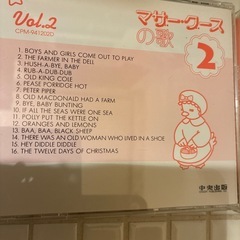 Vol.2
CPM-941)2020
マザー・グース
の歌
2
1. BOYS AND GIRLS COME OUT TO PLAY
2. THE FARMER IN THE DELL
3. HUSH-A-BYE, BABY
4. RUB-A-DUB-DUB
5. OLD KING COLE
6. PEASE PORRIDGE HOT
7. PETER PIPER
8. OLD MACDONALD HAD A FARM
9. BYE, BABY BUNTING
10. IF ALL THE SEAS WERE ONE SEA
11. POLLY PUT THE KETTLE ON
12. ORANGES AND LEMONS
13. BAA, BAA, BLACK SHEEP
14. THERE WAS AN OLD WOMAN WHO LIVED IN A SHOE
15. HEY DIDDLE DIDDLE
16. THE TWELVE DAYS OF CHRISTMAS
中央出版